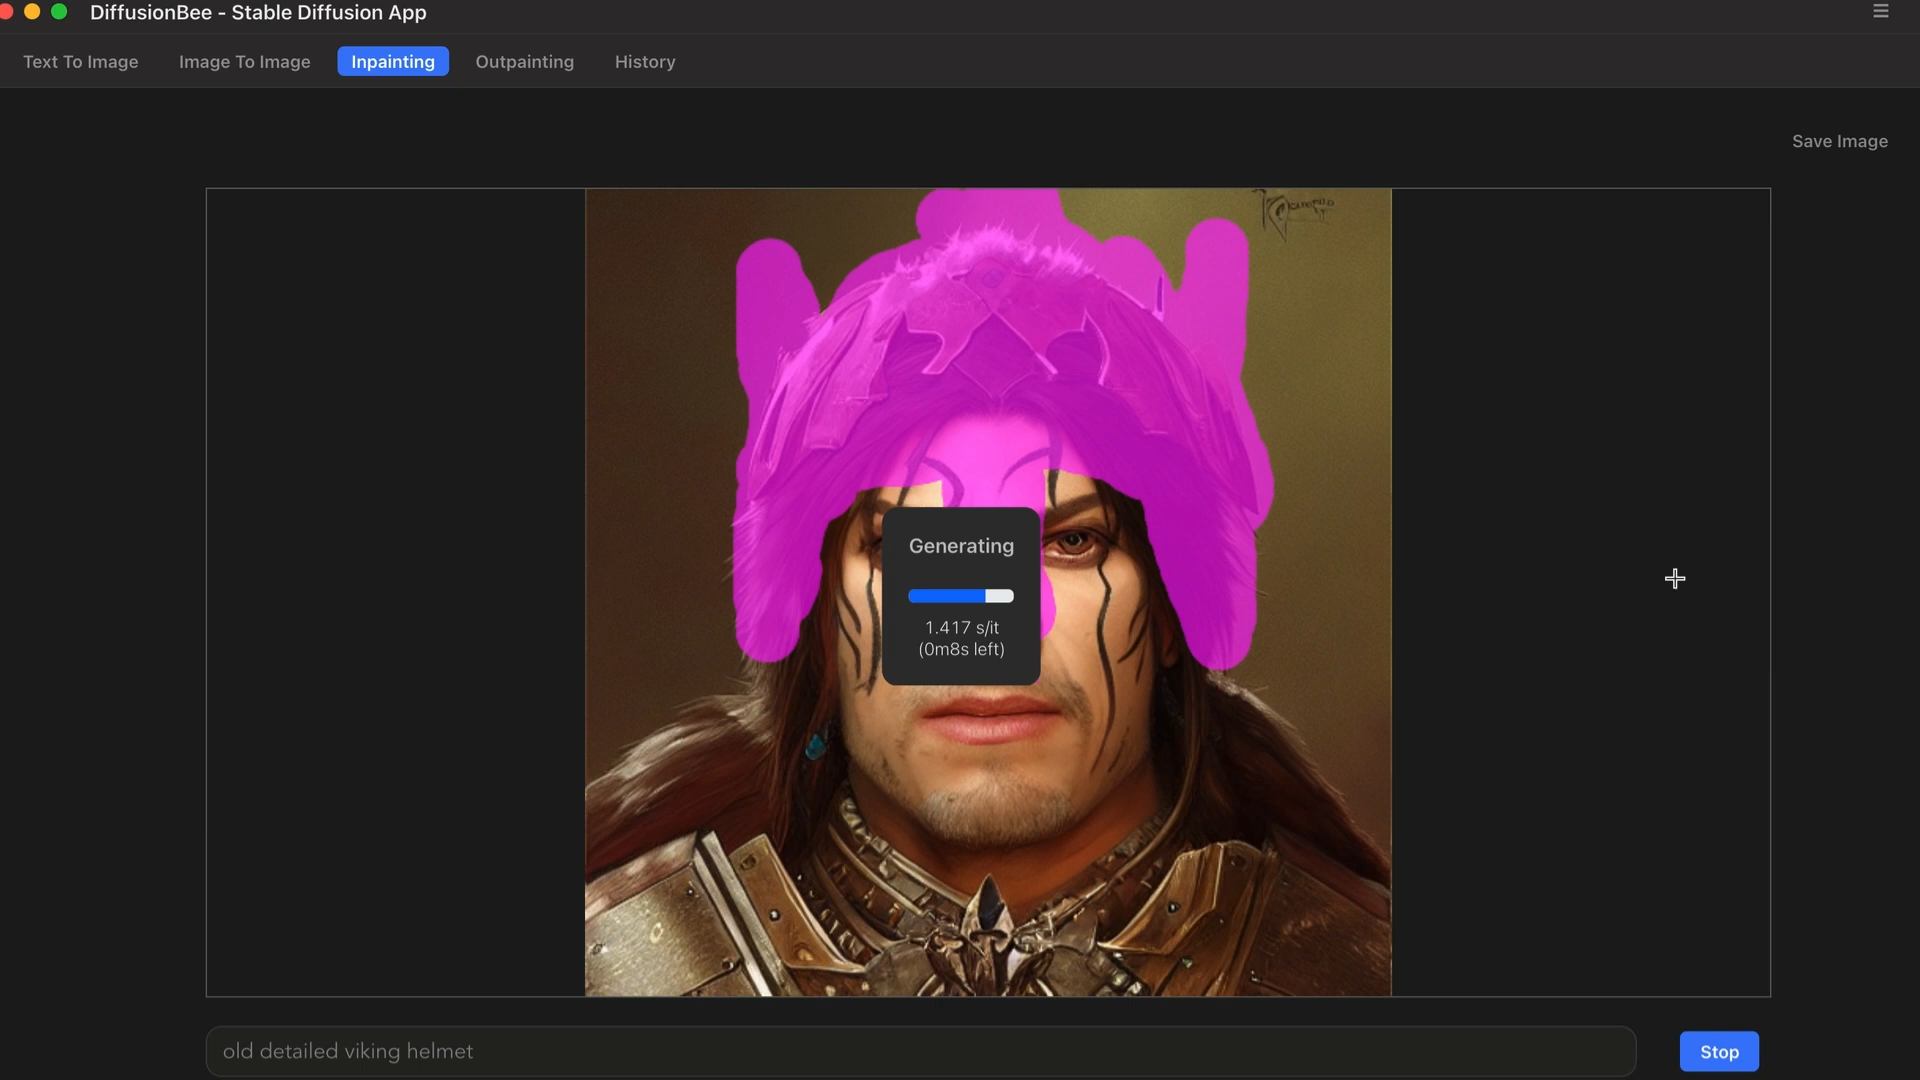 DiffusionBee - Stable Diffusion App
Text To Image
Image To Image
Inpainting
Outpainting
History
Save Image
Generating
1.417 s/it
(0m8s left)
old detailed viking helmet
Stop